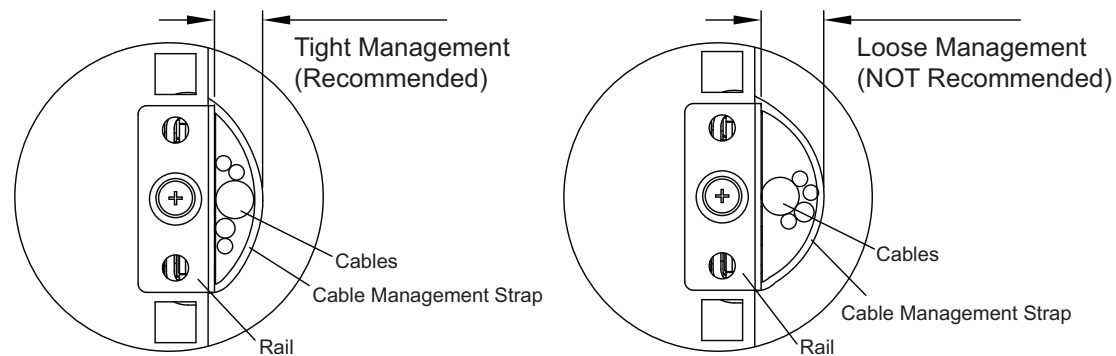 Tight Management
(Recommended)
Cables
Cable Management Strap
Rail
Loose Management
(NOT Recommended)
Cables
Cable Management Strap
Rail